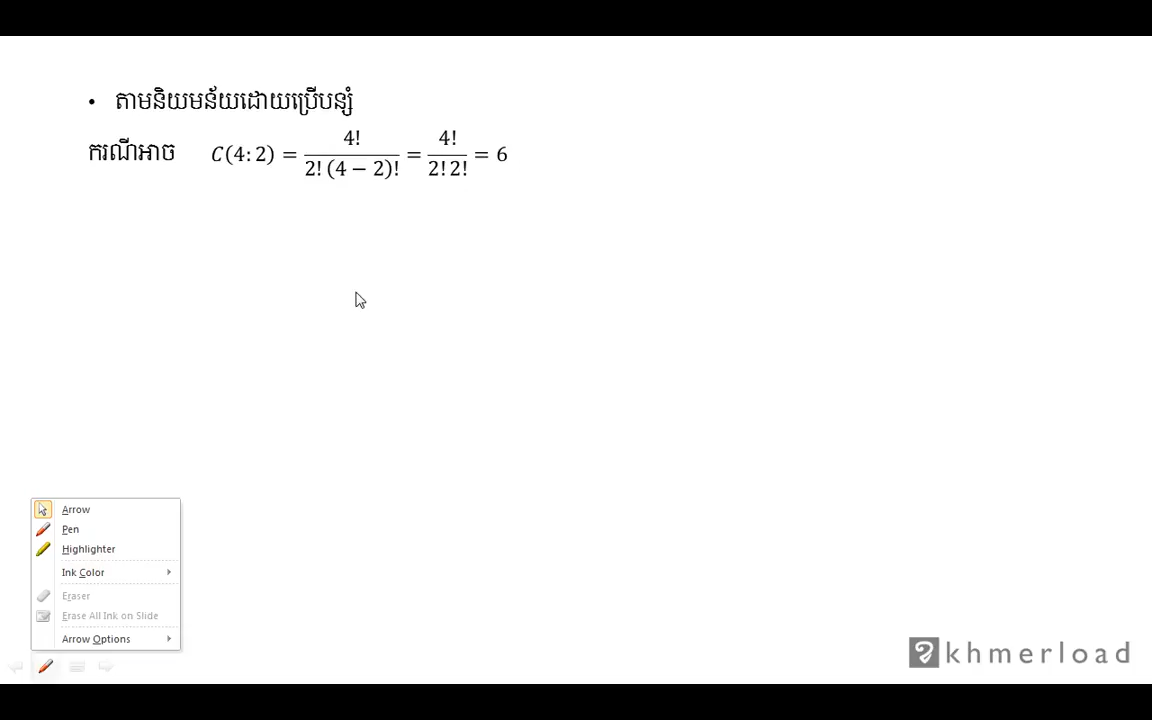 • តាមនិយមន័យដោយប្រើបន្សំ
ករណីអាច C(4:2) = 4!/(2!(4 − 2)!) = 4!/(2!2!) = 6
Arrow
Pen
Highlighter
Ink Color
Eraser
Erase All Ink on Slide
Arrow Options
khmerload